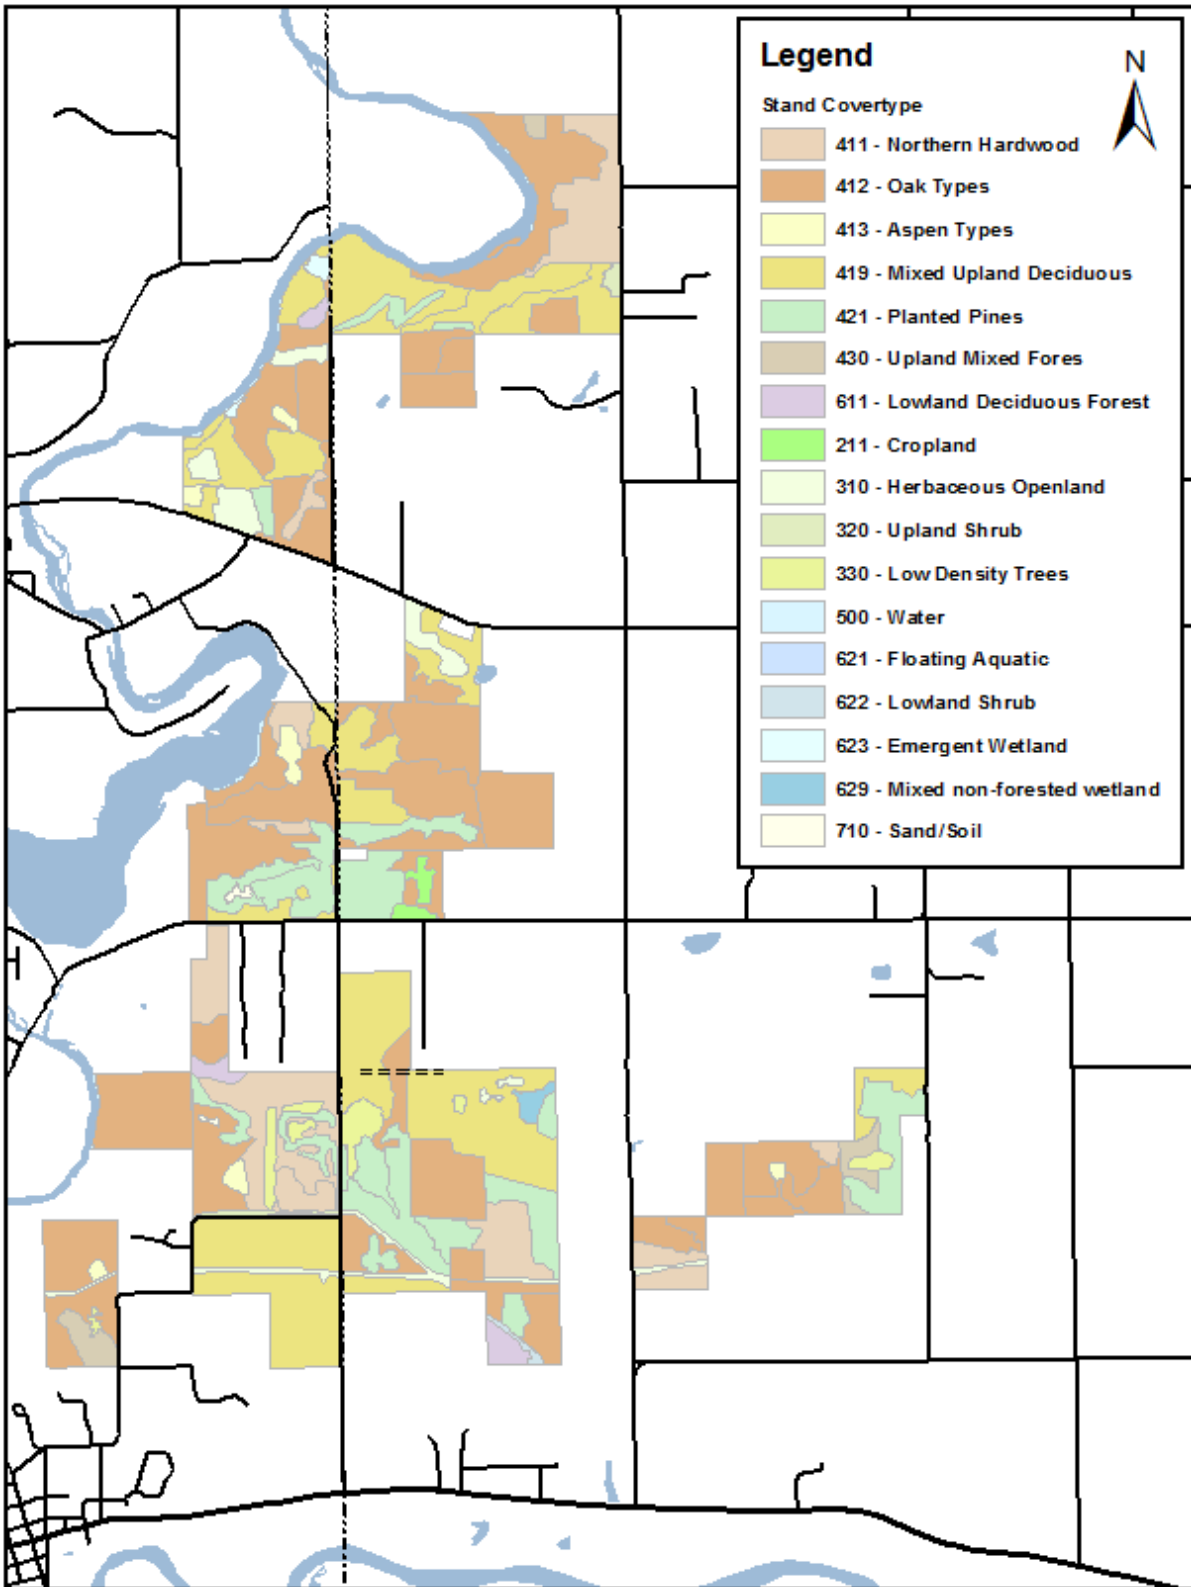 Legend
N
Stand Covertype
411 - Northern Hardwood
412 - Oak Types
413 - Aspen Types
419 - Mixed Upland Deciduous
421 - Planted Pines
430 - Upland Mixed Fores
611 - Lowland Deciduous Forest
211 - Cropland
310 - Herbaceous Openland
320 - Upland Shrub
330 - Low Density Trees
500 - Water
621 - Floating Aquatic
622 - Lowland Shrub
623 - Emergent Wetland
629 - Mixed non-forested wetland
710 - Sand/Soil